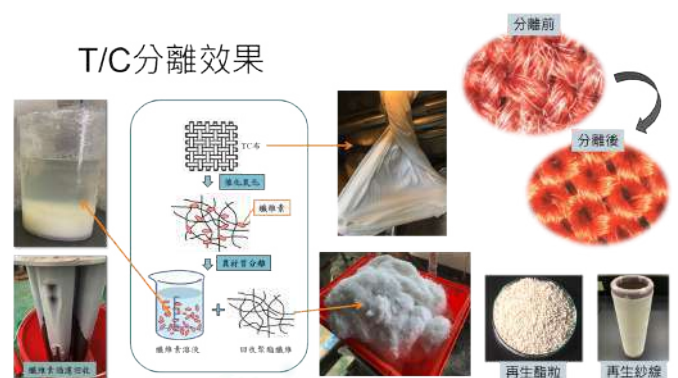 T/C分離效果
分離前
分離後
TC布
催化氧化
纖維素
異材質分離
纖維素溶液
回收聚酯纖維
纖維素過濾回收
再生酯粒
再生紗線